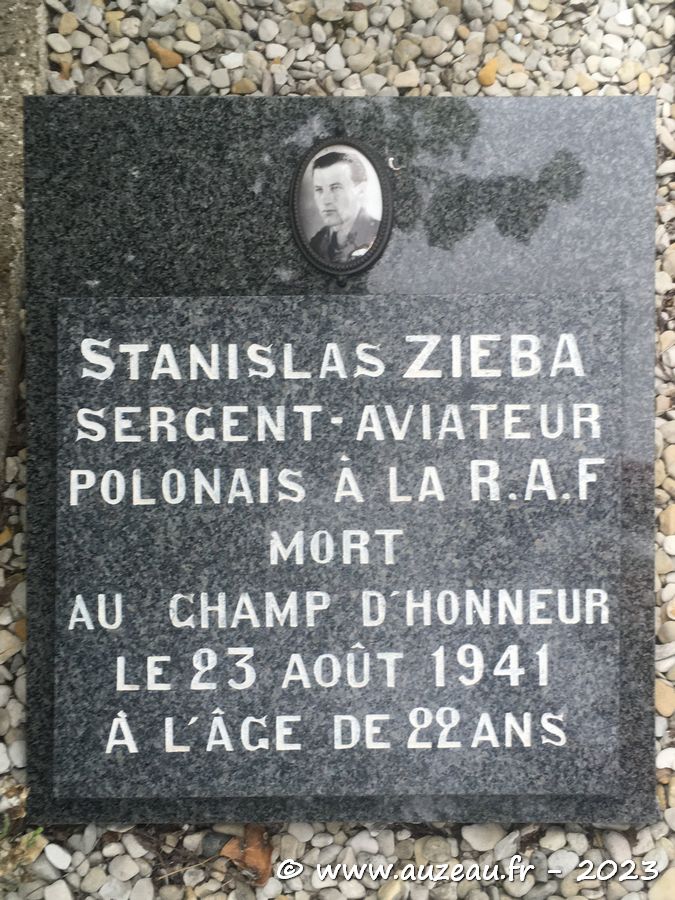 STANISLAS ZIEBA
SERGENT-AVIATEUR
POLONAIS À LA R.A.F
MORT
AU CHAMP D'HONNEUR
LE 23 AOÛT 1941
À L'ÂGE DE 22 ANS
© www.auzeau.fr - 2023